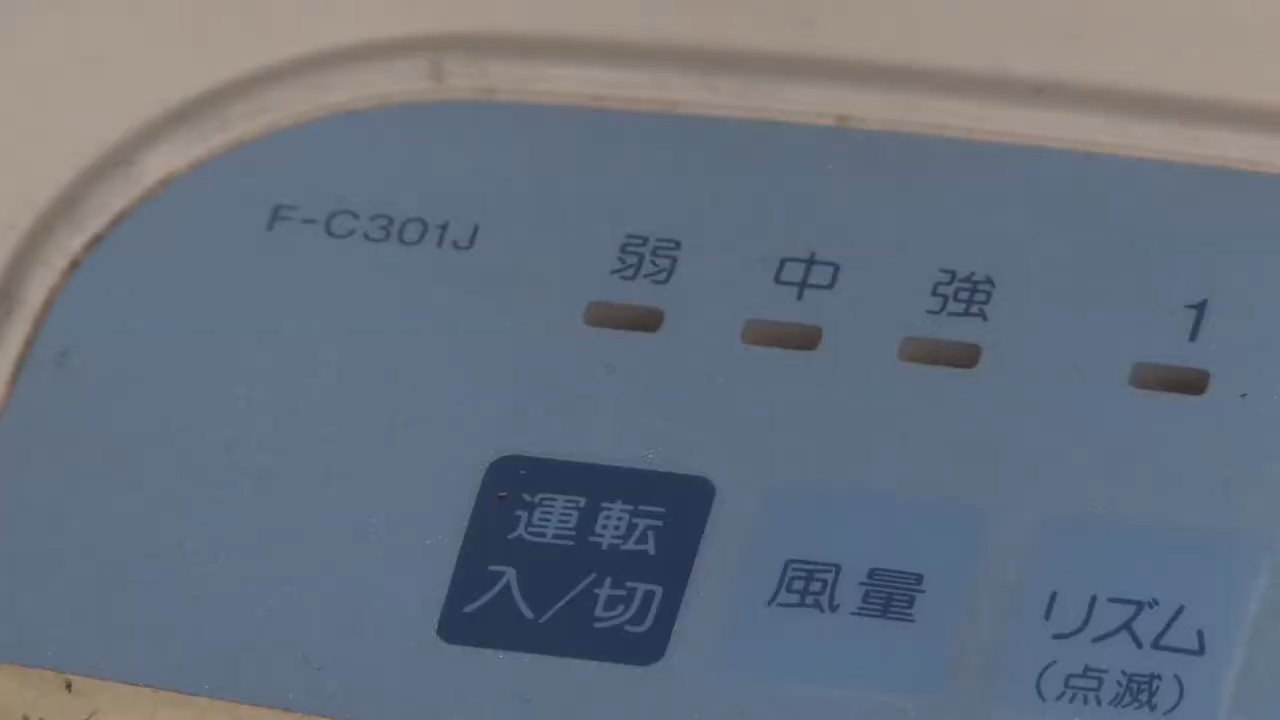 F-C301J
弱 中 強 1
運転
入/切
風量
リズム
(点滅)